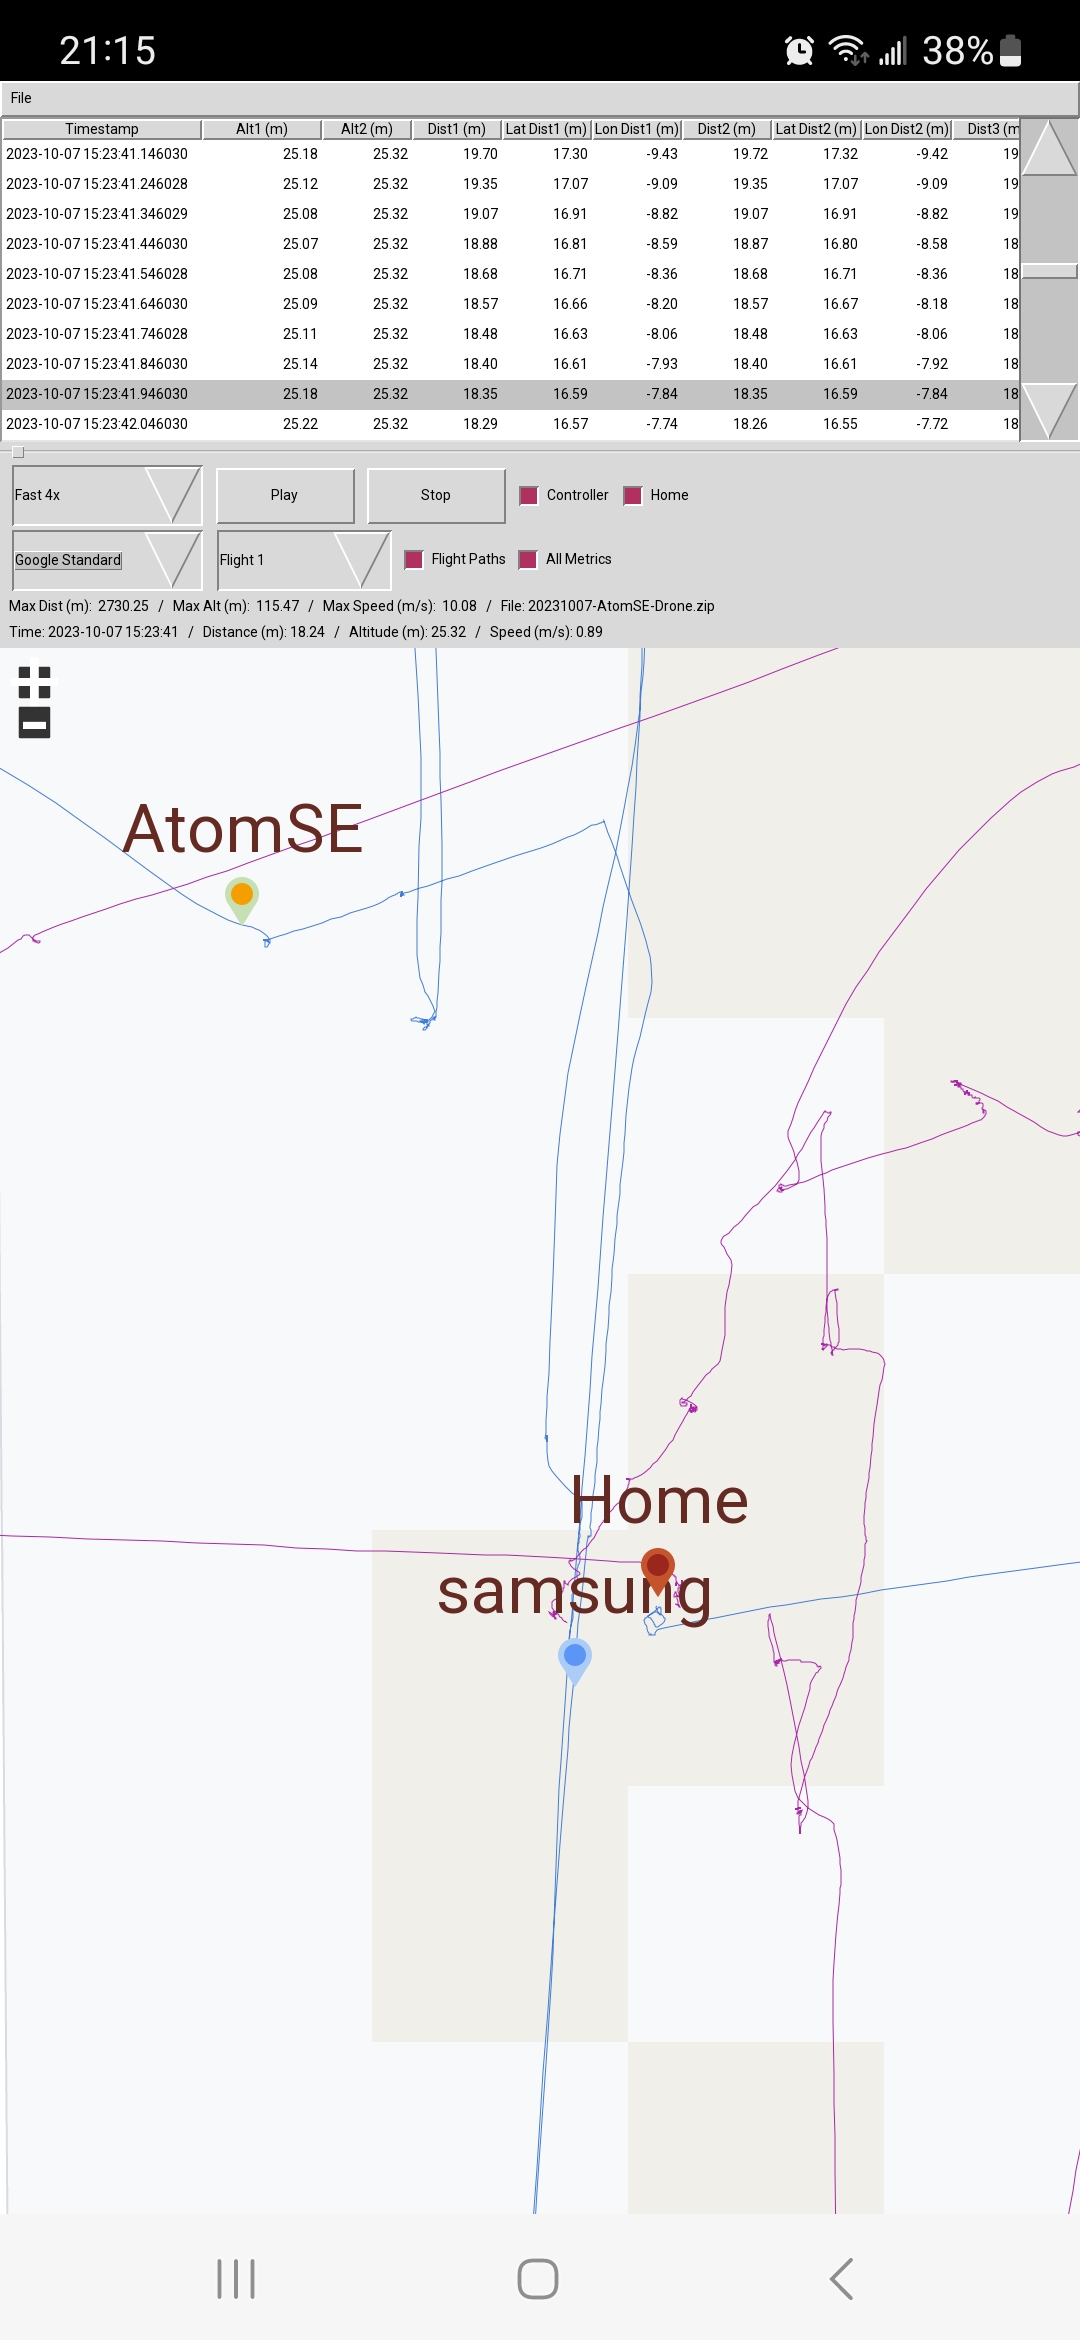 21:15 38%
File
Timestamp Alt1 (m) Alt2 (m) Dist1 (m) Lat Dist1 (m) Lon Dist1 (m) Dist2 (m) Lat Dist2 (m) Lon Dist2 (m) Dist3 (m
2023-10-07 15:23:41.146030 25.18 25.32 19.70 17.30 -9.43 19.72 17.32 -9.42 19
2023-10-07 15:23:41.246028 25.12 25.32 19.35 17.07 -9.09 19.35 17.07 -9.09 19
2023-10-07 15:23:41.346029 25.08 25.32 19.07 16.91 -8.82 19.07 16.91 -8.82 19
2023-10-07 15:23:41.446030 25.07 25.32 18.88 16.81 -8.59 18.87 16.80 -8.58 18
2023-10-07 15:23:41.546028 25.08 25.32 18.68 16.71 -8.36 18.68 16.71 -8.36 18
2023-10-07 15:23:41.646030 25.09 25.32 18.57 16.66 -8.20 18.57 16.67 -8.18 18
2023-10-07 15:23:41.746028 25.11 25.32 18.48 16.63 -8.06 18.48 16.63 -8.06 18
2023-10-07 15:23:41.846030 25.14 25.32 18.40 16.61 -7.93 18.40 16.61 -7.92 18
2023-10-07 15:23:41.946030 25.18 25.32 18.35 16.59 -7.84 18.35 16.59 -7.84 18
2023-10-07 15:23:42.046030 25.22 25.32 18.29 16.57 -7.74 18.26 16.55 -7.72 18
Fast 4x Play Stop Controller Home
Google Standard Flight 1 Flight Paths All Metrics
Max Dist (m): 2730.25 / Max Alt (m): 115.47 / Max Speed (m/s): 10.08 / File: 20231007-AtomSE-Drone.zip
Time: 2023-10-07 15:23:41 / Distance (m): 18.24 / Altitude (m): 25.32 / Speed (m/s): 0.89
AtomSE
Home
samsung